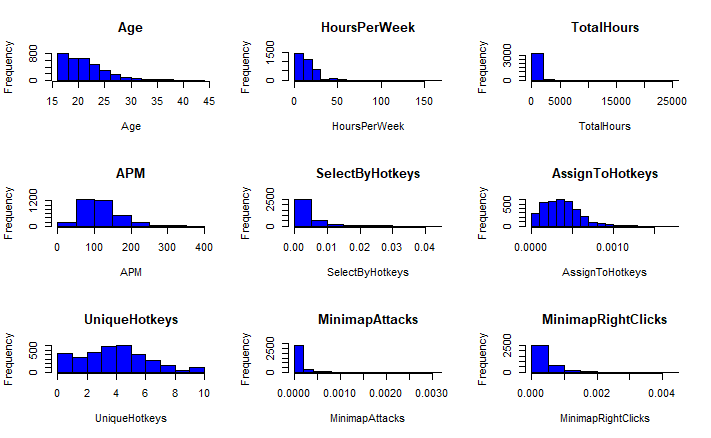 Age
HoursPerWeek
TotalHours
Frequency
0 800
15 20 25 30 35 40 45
Age
Frequency
0 1500
0 50 100 150
HoursPerWeek
Frequency
0 3000
0 5000 15000 25000
TotalHours
APM
SelectByHotkeys
AssignToHotkeys
Frequency
0 1200
0 100 200 300 400
APM
Frequency
0 2500
0.00 0.01 0.02 0.03 0.04
SelectByHotkeys
Frequency
0 500
0.0000 0.0010
AssignToHotkeys
UniqueHotkeys
MinimapAttacks
MinimapRightClicks
Frequency
0 500
0 2 4 6 8 10
UniqueHotkeys
Frequency
0 2500
0.0000 0.0010 0.0020 0.0030
MinimapAttacks
Frequency
0 2500
0.000 0.002 0.004
MinimapRightClicks